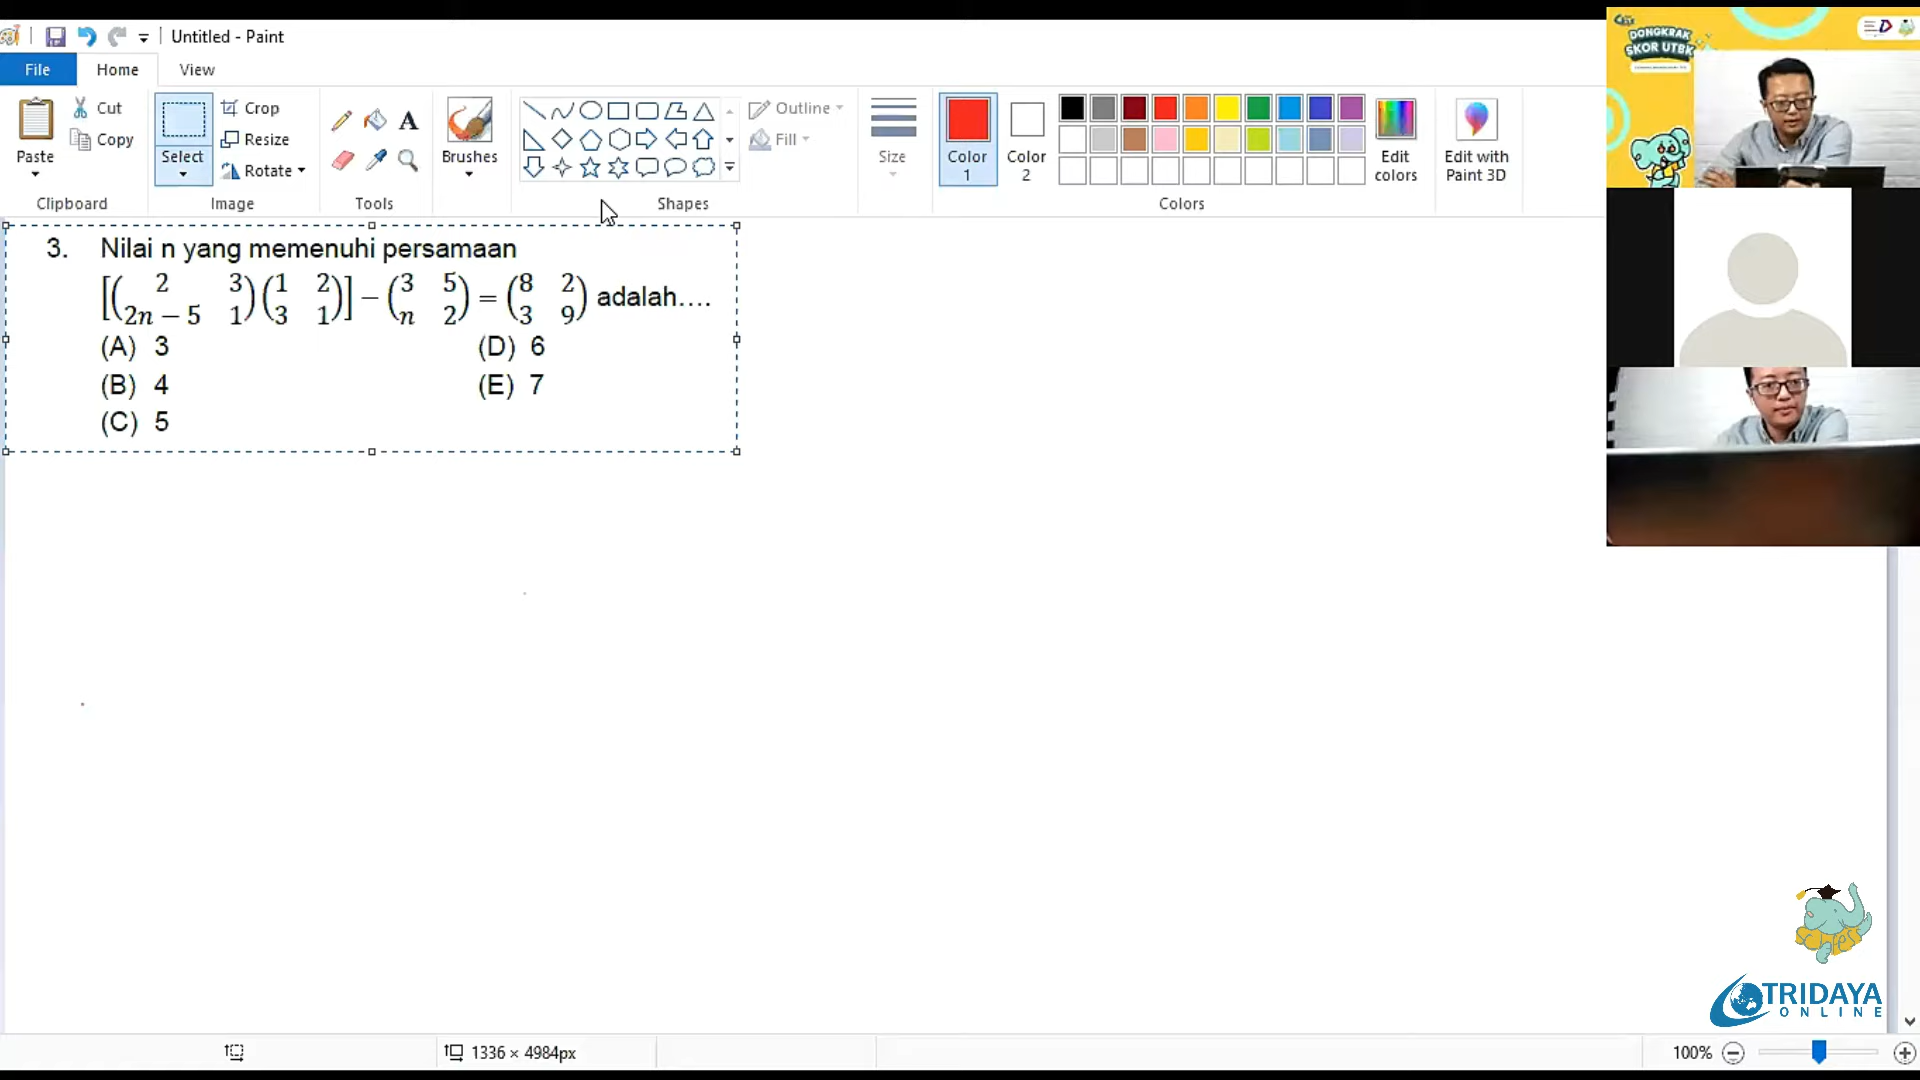 Untitled - Paint
File Home View
Paste
Cut
Copy
Clipboard
Select
Crop
Resize
Rotate
Image
Tools
Brushes
Shapes
Outline
Fill
Size
Color 1
Color 2
Edit colors
Edit with Paint 3D
Colors
3. Nilai n yang memenuhi persamaan
[(2 3
2n − 5 1)(1 2
3 1)] − (3 5
n 2) = (8 2
3 9) adalah....
(A) 3 (D) 6
(B) 4 (E) 7
(C) 5
DONGKRAK
SKOR UTBK
TRIDAYA
ONLINE
1336 × 4984px
100%